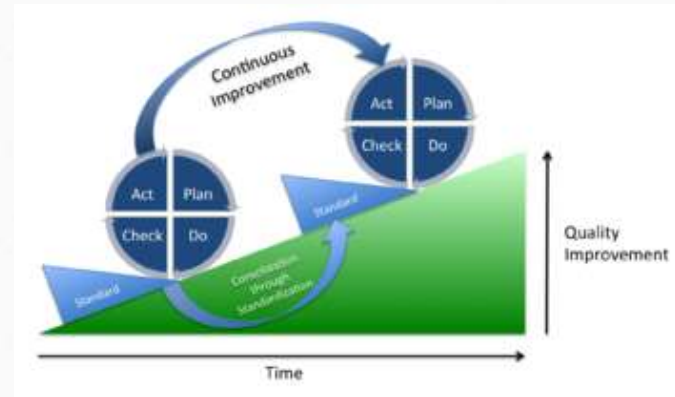 Continuous
Improvement
Act
Plan
Check
Do
Act
Plan
Check
Do
Standard
Standard
Consolidation
through
Standardization
Quality
Improvement
Time